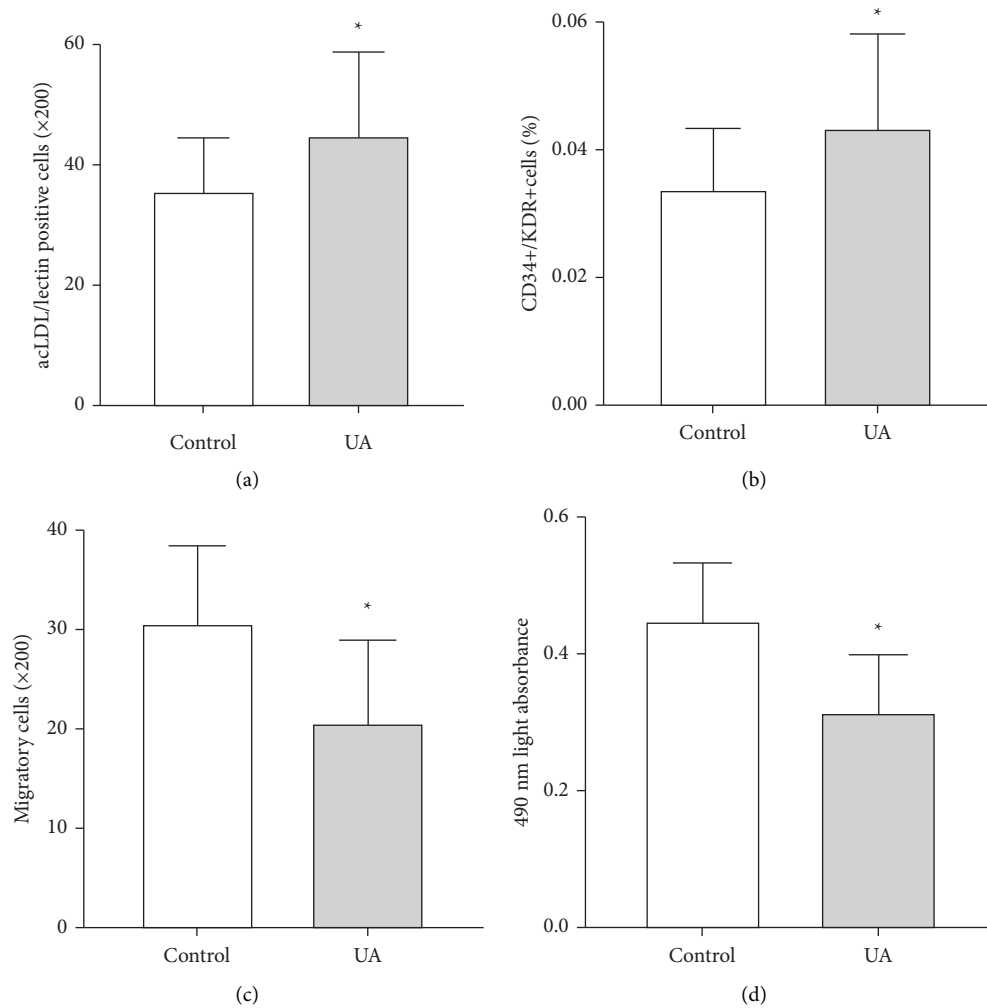 acLDL/lectin positive cells (×200)
60
40
20
0
*
Control
UA
(a)
CD34+/KDR+cells (%)
0.06
0.04
0.02
0.00
*
Control
UA
(b)
Migratory cells (×200)
40
30
20
10
0
*
Control
UA
(c)
490 nm light absorbance
0.6
0.4
0.2
0.0
*
Control
UA
(d)